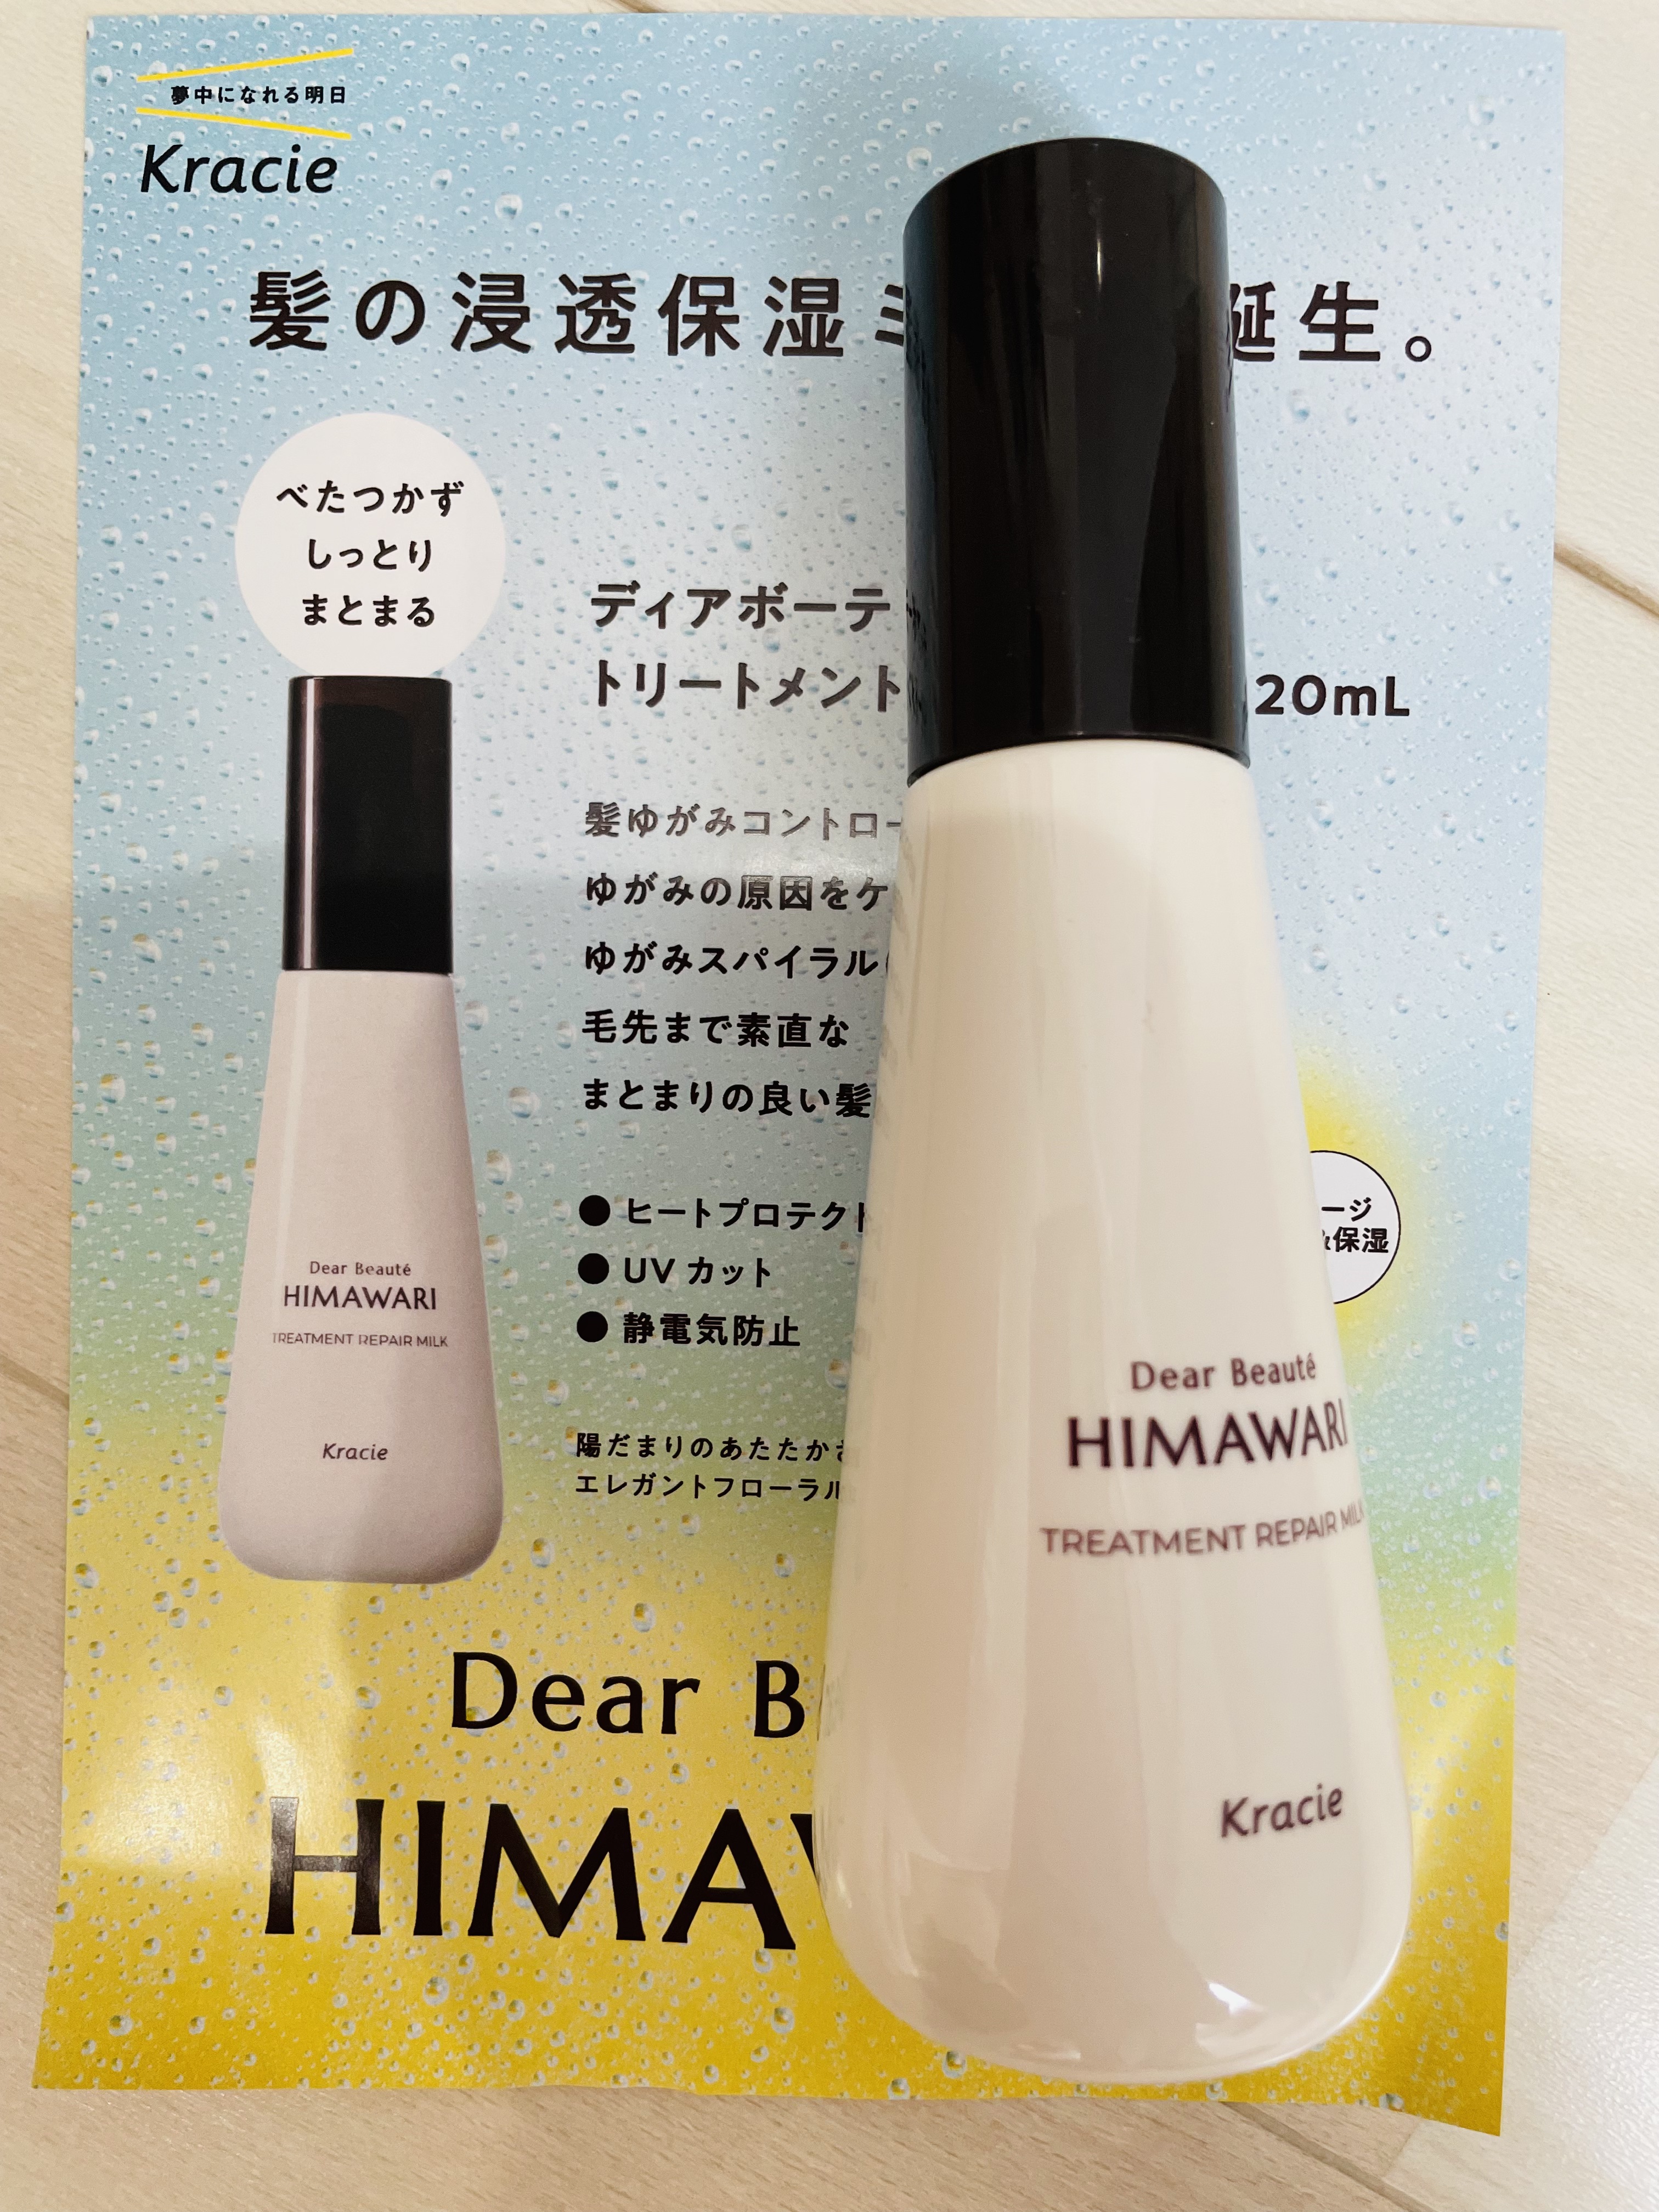 夢中になれる明日
Kracie
髪の浸透保湿ミ 誕生。
べたつかず
しっとり
まとまる
ディアボーテ
トリートメント 20mL
髪ゆがみコントロー
ゆがみの原因をケ
ゆがみスパイラル
毛先まで素直な
まとまりの良い髪
● ヒートプロテクト
● UV カット
● 静電気防止
ージ
&保湿
陽だまりのあたたかさ
エレガントフローラル
Dear Beauté
HIMAWARI
TREATMENT REPAIR MILK
Kracie
Dear Beauté
HIMAWARI
TREATMENT REPAIR MILK
Kracie
Dear B
HIMAW